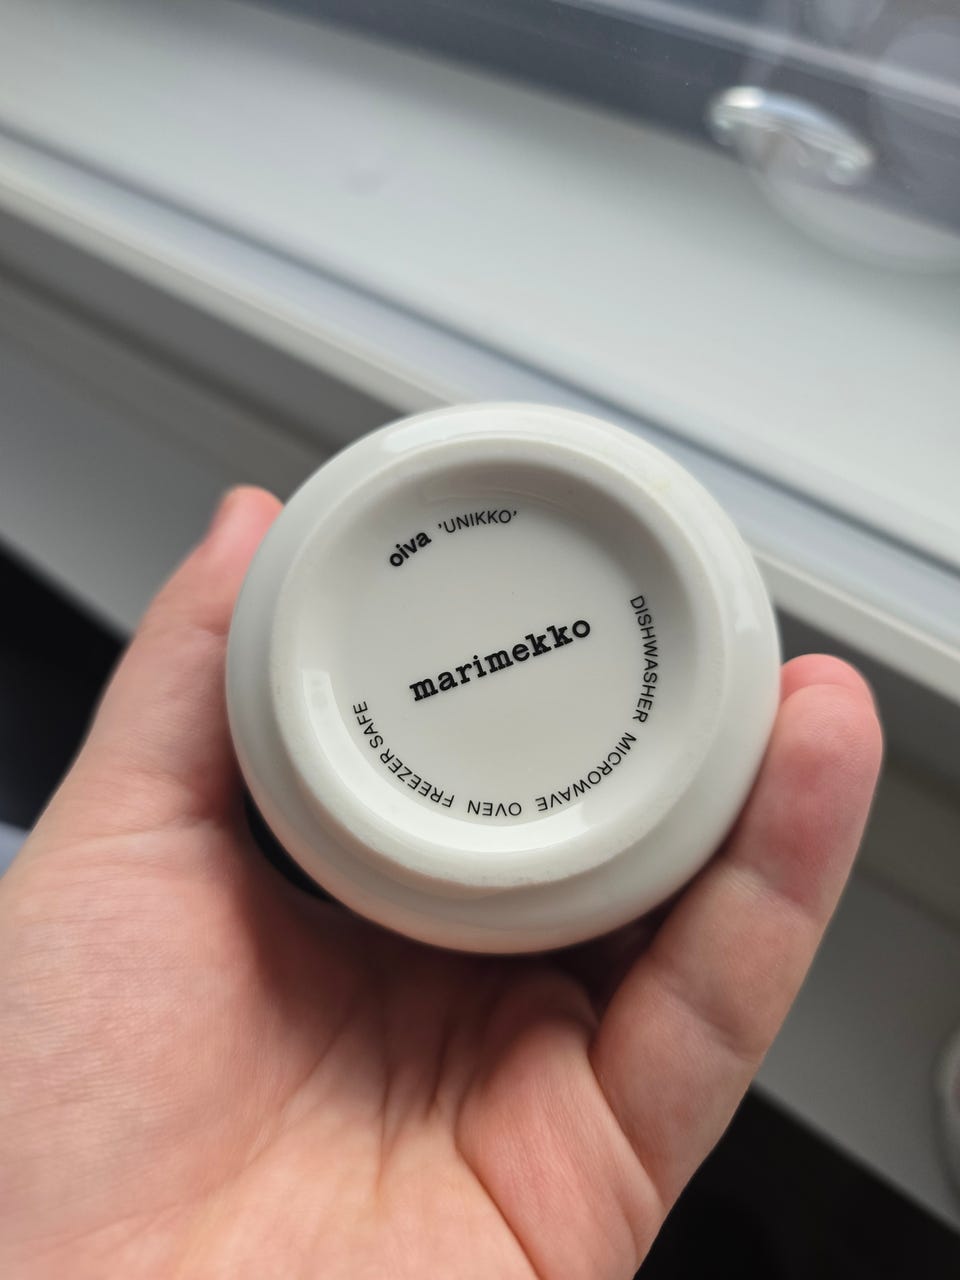 oiva 'UNIKKO'
marimekko
DISHWASHER MICROWAVE OVEN FREEZER SAFE